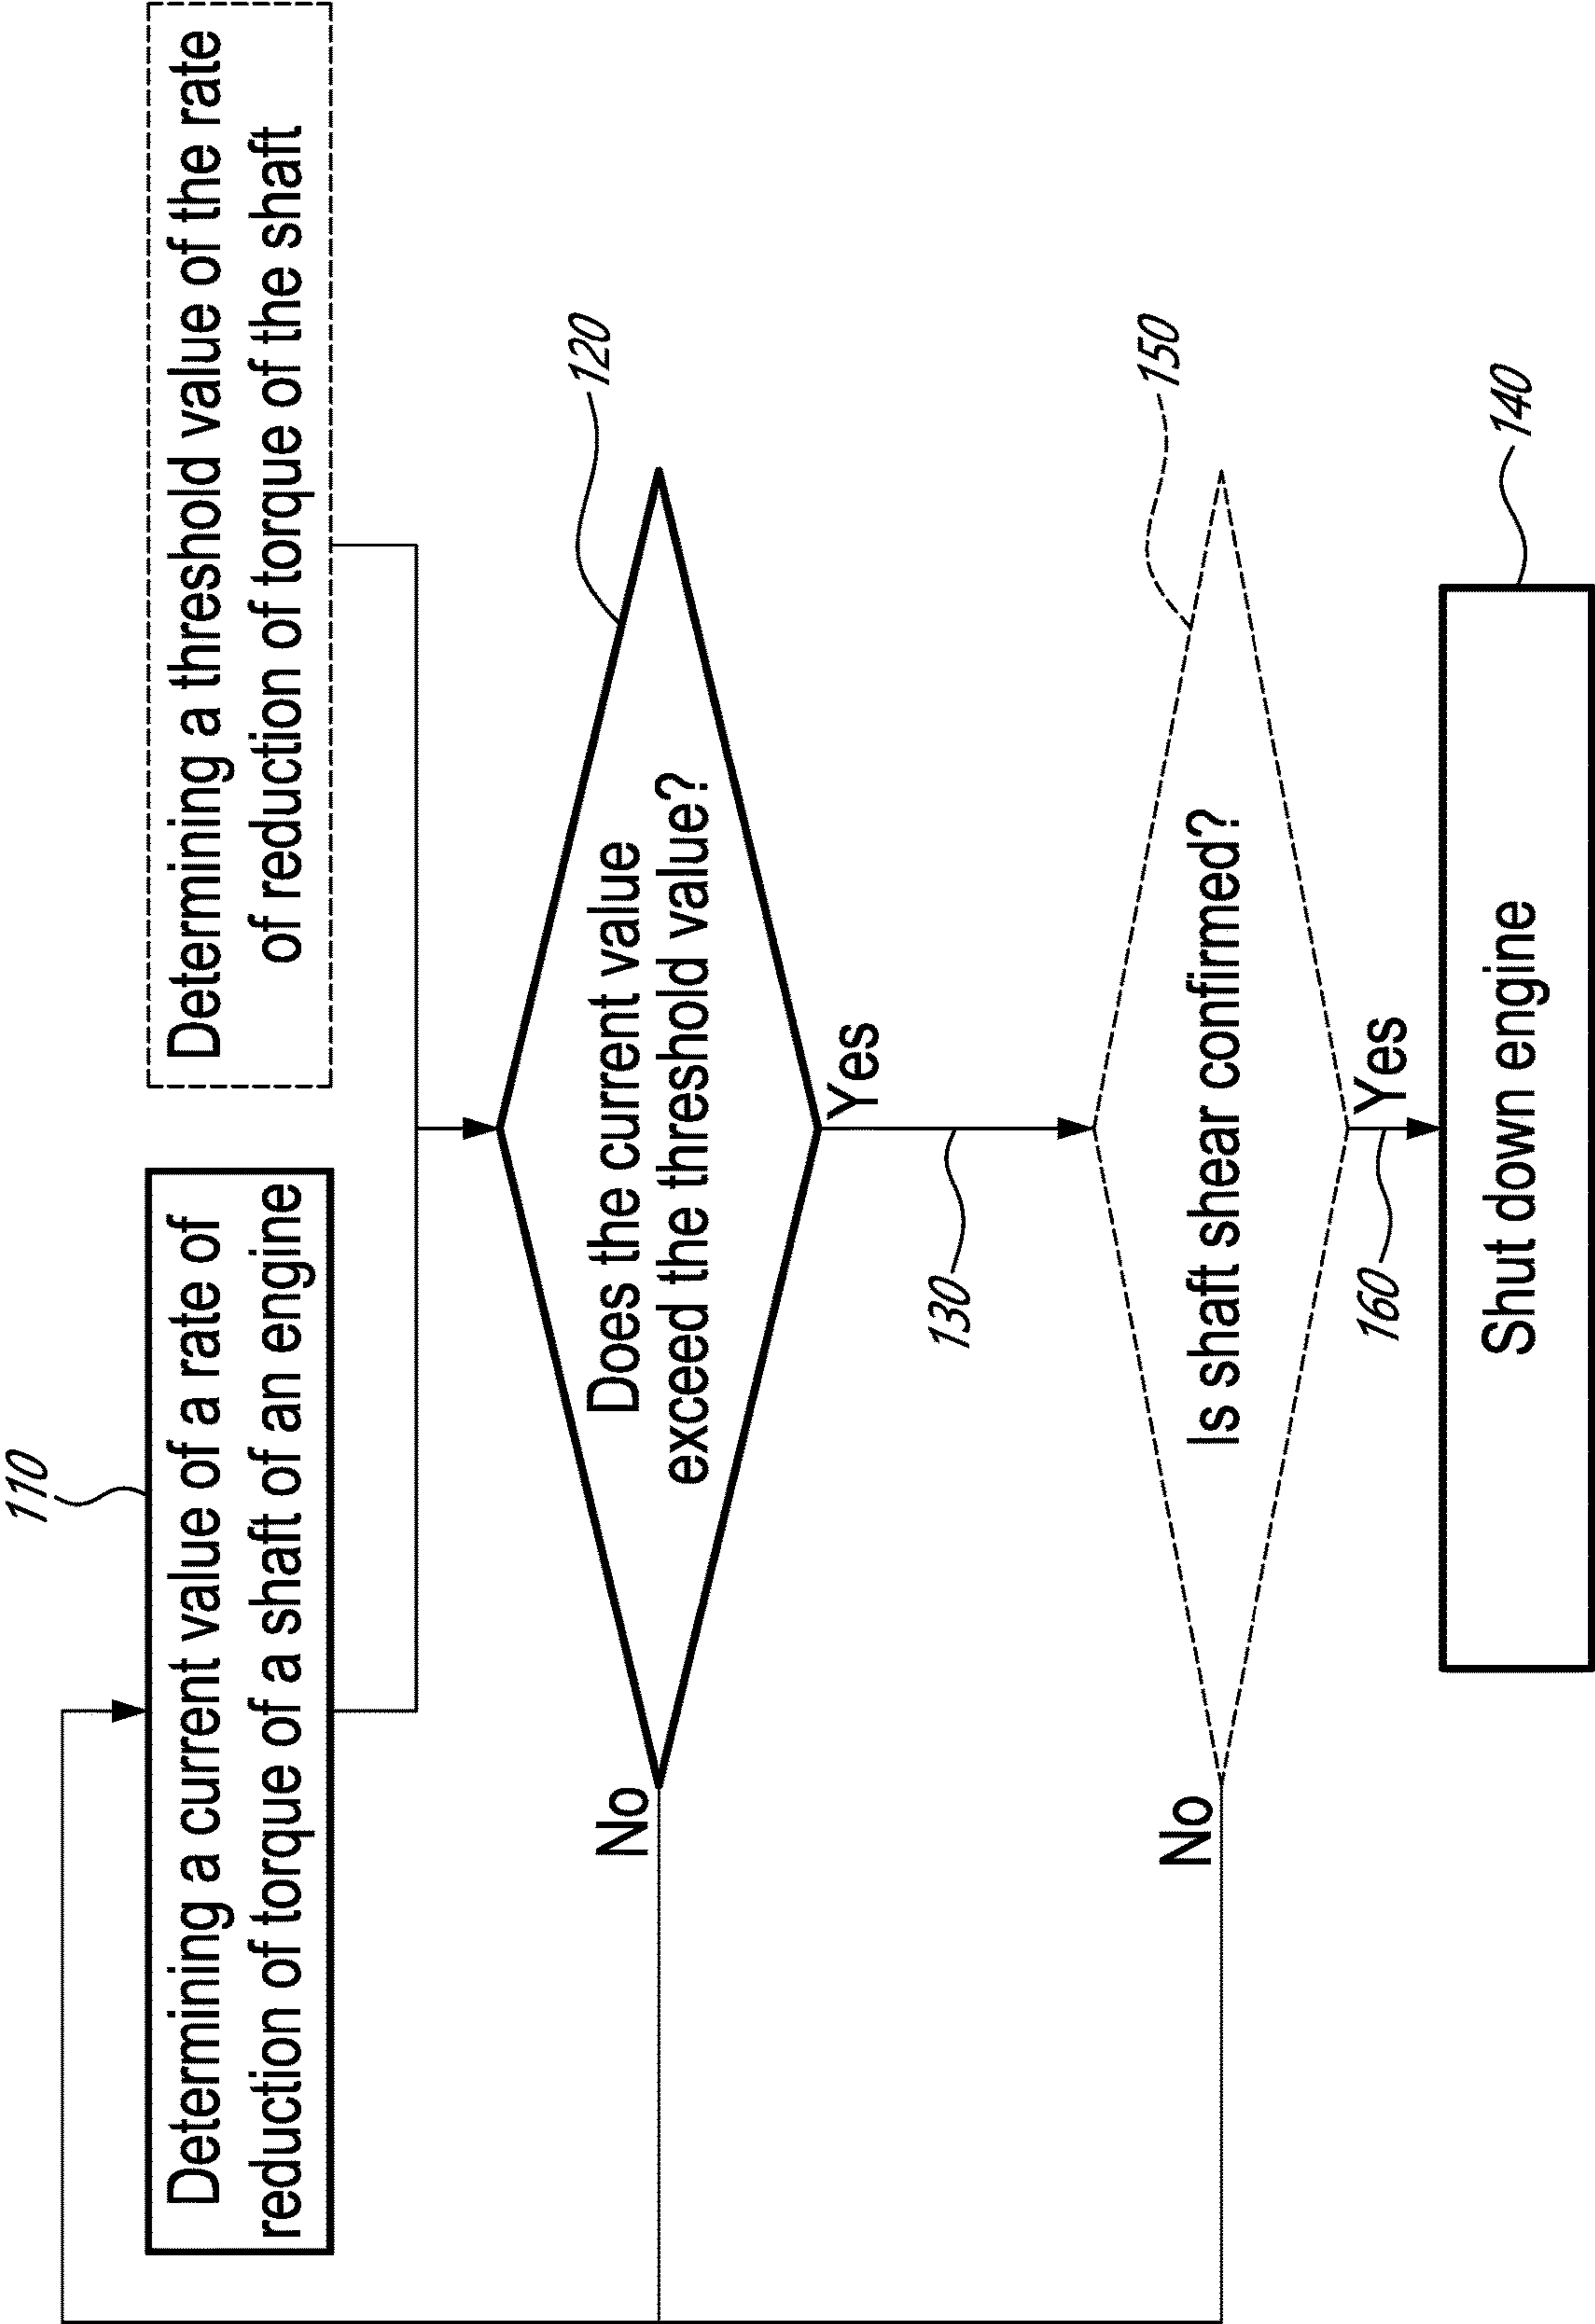 110
Determining a current value of a rate of
reduction of torque of a shaft of an engine
Determining a threshold value of the rate
of reduction of torque of the shaft
120
Does the current value
exceed the threshold value?
No
Yes
130
150
Is shaft shear confirmed?
No
Yes
160
140
Shut down engine